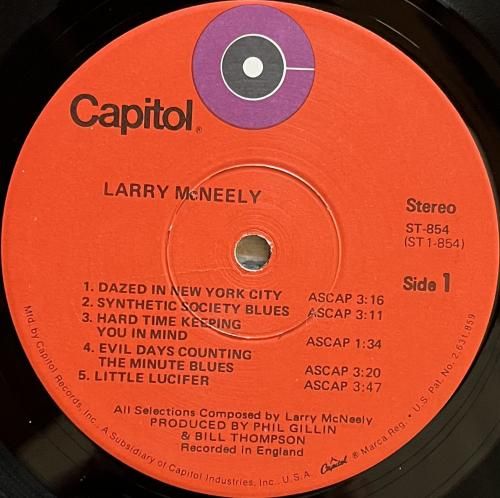 Capitol®
LARRY McNEELY
Stereo
ST-854
(ST1-854)
Side 1
1. DAZED IN NEW YORK CITY ASCAP 3:16
2. SYNTHETIC SOCIETY BLUES ASCAP 3:11
3. HARD TIME KEEPING
YOU IN MIND ASCAP 1:34
4. EVIL DAYS COUNTING
THE MINUTE BLUES ASCAP 3:20
5. LITTLE LUCIFER ASCAP 3:47
All Selections Composed by Larry McNeely
PRODUCED BY PHIL GILLIN
& BILL THOMPSON
Recorded in England
Mfd. by Capitol Records, Inc., A Subsidiary of Capitol Industries, Inc., U.S.A. Capitol ® Marca Reg. • U.S. Pat. No. 2,631,859